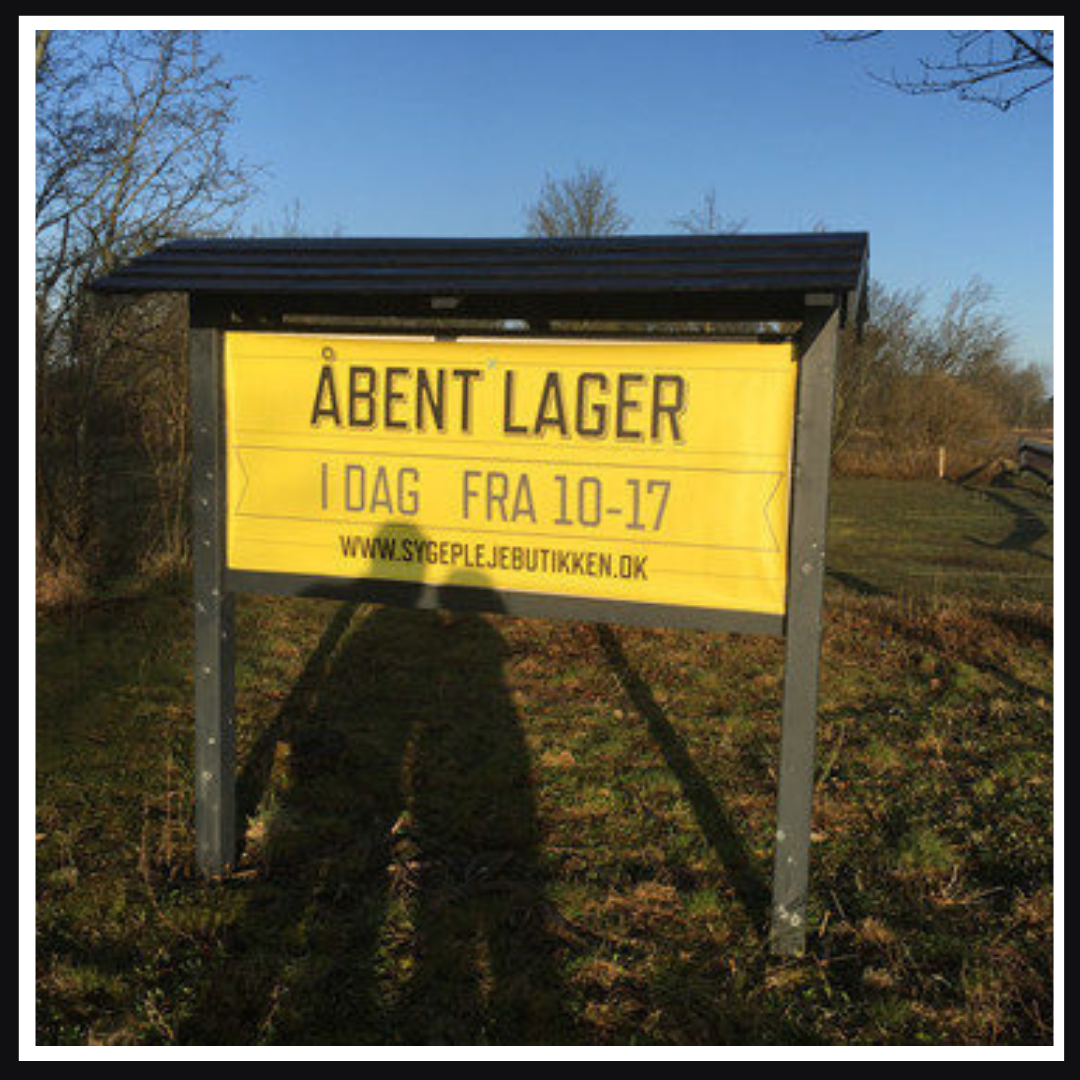 ÅBENT LAGER
I DAG FRA 10-17
WWW.SYGEPLEJEBUTIKKEN.DK